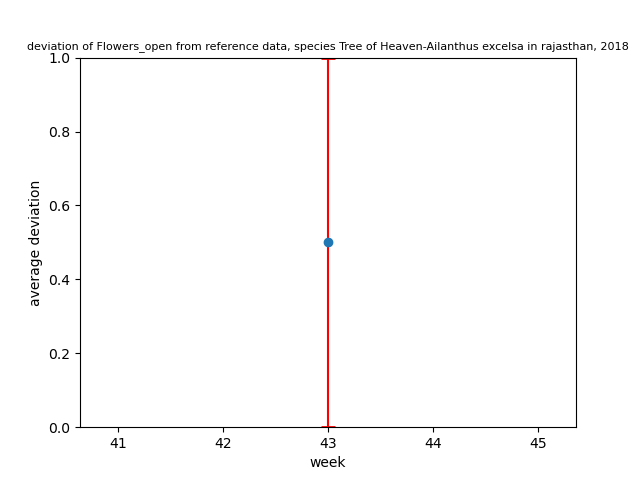 deviation of Flowers_open from reference data, species Tree of Heaven-Ailanthus excelsa in rajasthan, 2018
1.0
0.8
0.6
0.4
0.2
0.0
average deviation
41 42 43 44 45
week